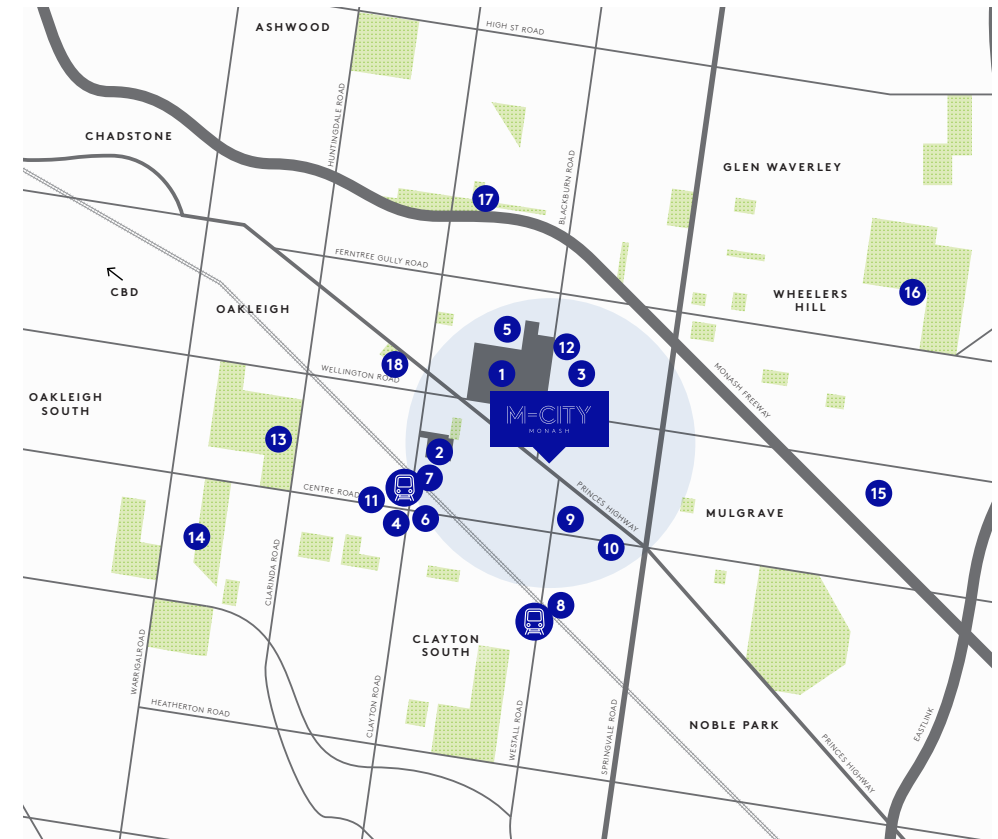 ASHWOOD
HIGH ST ROAD
CHADSTONE
HUNTINGDALE ROAD
BLACKBURN ROAD
GLEN WAVERLEY
17
FERNTREE GULLY ROAD
CBD
OAKLEIGH
WHEELERS
HILL
16
5
12
18
1
3
WELLINGTON ROAD
MONASH FREEWAY
OAKLEIGH
SOUTH
M-CITY
MONASH
13
2
7
CENTRE ROAD
11
4
6
PRINCES HIGHWAY
9
10
15
MULGRAVE
14
CLARINDA ROAD
8
CLAYTON
SOUTH
WARRIGALROAD
HEATHERTON ROAD
CLAYTON ROAD
WESTALL ROAD
SPRINGVALE ROAD
NOBLE PARK
PRINCES HIGHWAY
EASTLINK